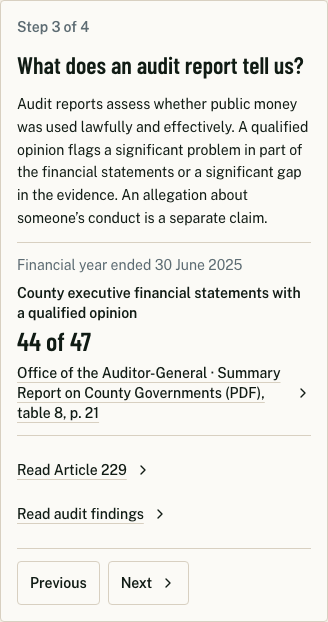 Step 3 of 4
What does an audit report tell us?
Audit reports assess whether public money
was used lawfully and effectively. A qualified
opinion flags a significant problem in part of
the financial statements or a significant gap
in the evidence. An allegation about
someone’s conduct is a separate claim.
Financial year ended 30 June 2025
County executive financial statements with
a qualified opinion
44 of 47
Office of the Auditor-General · Summary
Report on County Governments (PDF),
table 8, p. 21
Read Article 229
Read audit findings
Previous
Next